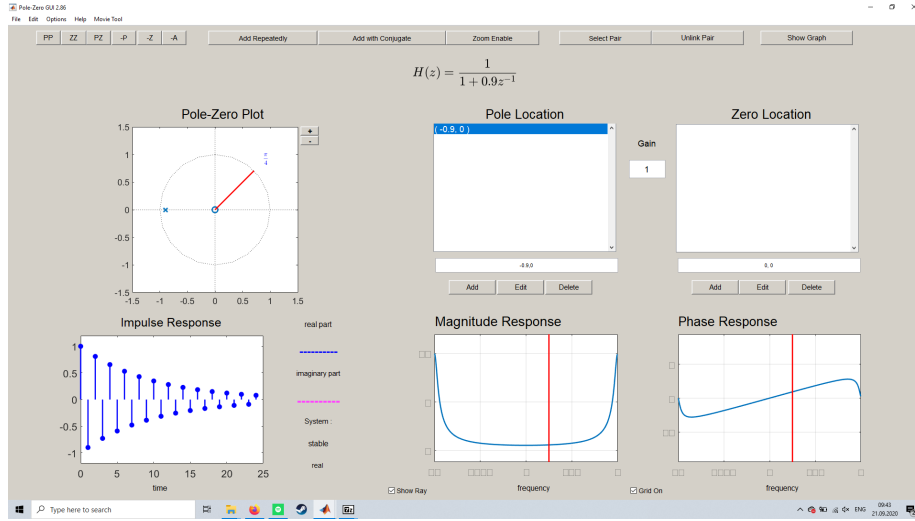 Pole-Zero GUI 2.86
File Edit Options Help Movie Tool
PP ZZ PZ -P -Z -A Add Repeatedly Add with Conjugate Zoom Enable Select Pair Unlink Pair Show Graph
H(z) = 1 / (1 + 0.9z⁻¹)
Pole-Zero Plot
1.5
1
0.5
0
-0.5
-1
-1.5
-1.5 -1 -0.5 0 0.5 1 1.5
+
-
Pole Location
( -0.9, 0 )
-0.9,0
Add Edit Delete
Gain
1
Zero Location
0, 0
Add Edit Delete
Impulse Response
1
0.5
0
-0.5
-1
0 5 10 15 20 25
time
real part
imaginary part
System :
stable
real
Magnitude Response
frequency
Show Ray
Phase Response
frequency
Grid On
Type here to search
ENG
09:43
21.09.2020